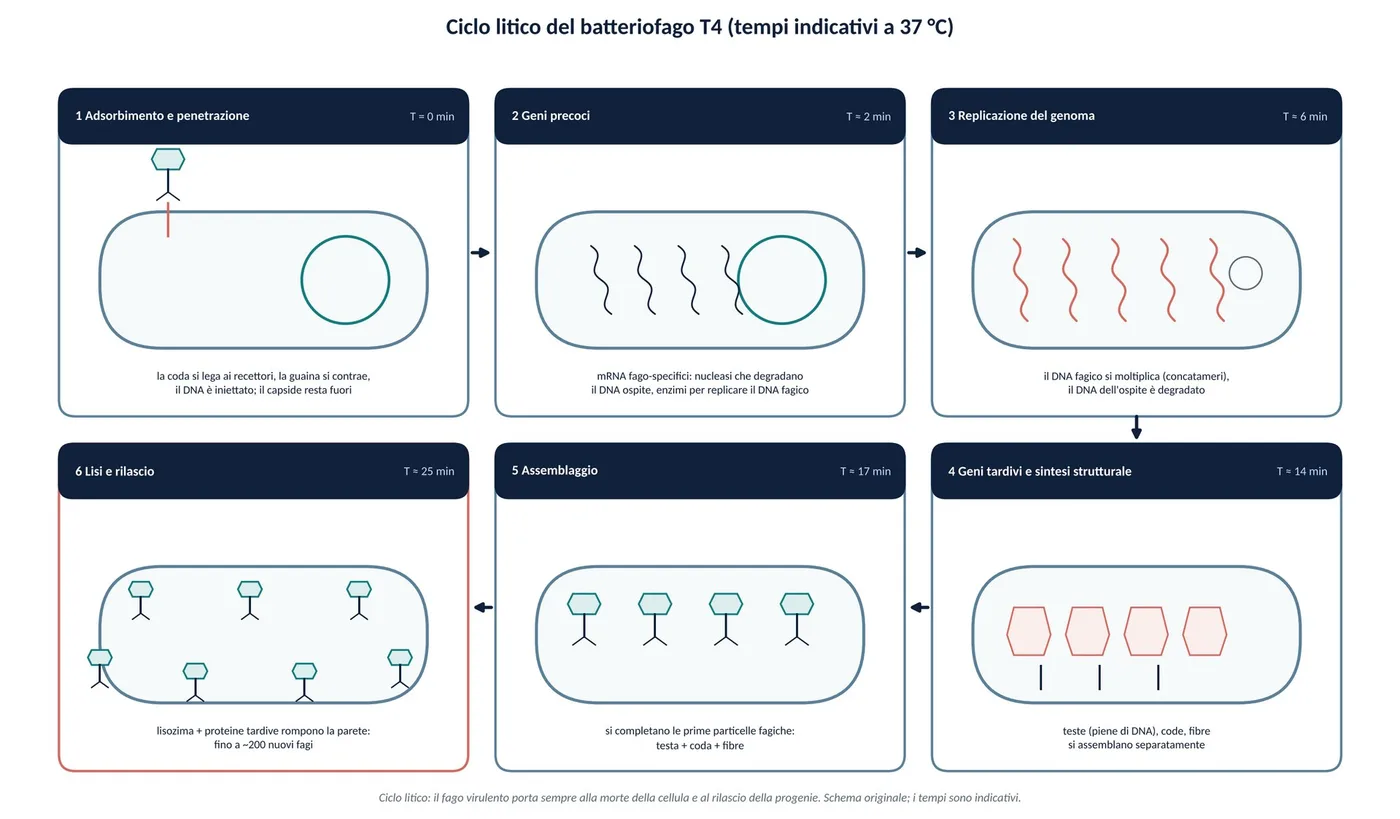 Ciclo litico del batteriofago T4 (tempi indicativi a 37 °C)
1 Adsorbimento e penetrazione
T = 0 min
la coda si lega ai recettori, la guaina si contrae,
il DNA è iniettato; il capside resta fuori
2 Geni precoci
T ≈ 2 min
mRNA fago-specifici: nucleasi che degradano
il DNA ospite, enzimi per replicare il DNA fagico
3 Replicazione del genoma
T ≈ 6 min
il DNA fagico si moltiplica (concatameri),
il DNA dell'ospite è degradato
4 Geni tardivi e sintesi strutturale
T ≈ 14 min
teste (piene di DNA), code, fibre
si assemblano separatamente
5 Assemblaggio
T ≈ 17 min
si completano le prime particelle fagiche:
testa + coda + fibre
6 Lisi e rilascio
T ≈ 25 min
lisozima + proteine tardive rompono la parete:
fino a ~200 nuovi fagi
Ciclo litico: il fago virulento porta sempre alla morte della cellula e al rilascio della progenie. Schema originale; i tempi sono indicativi.